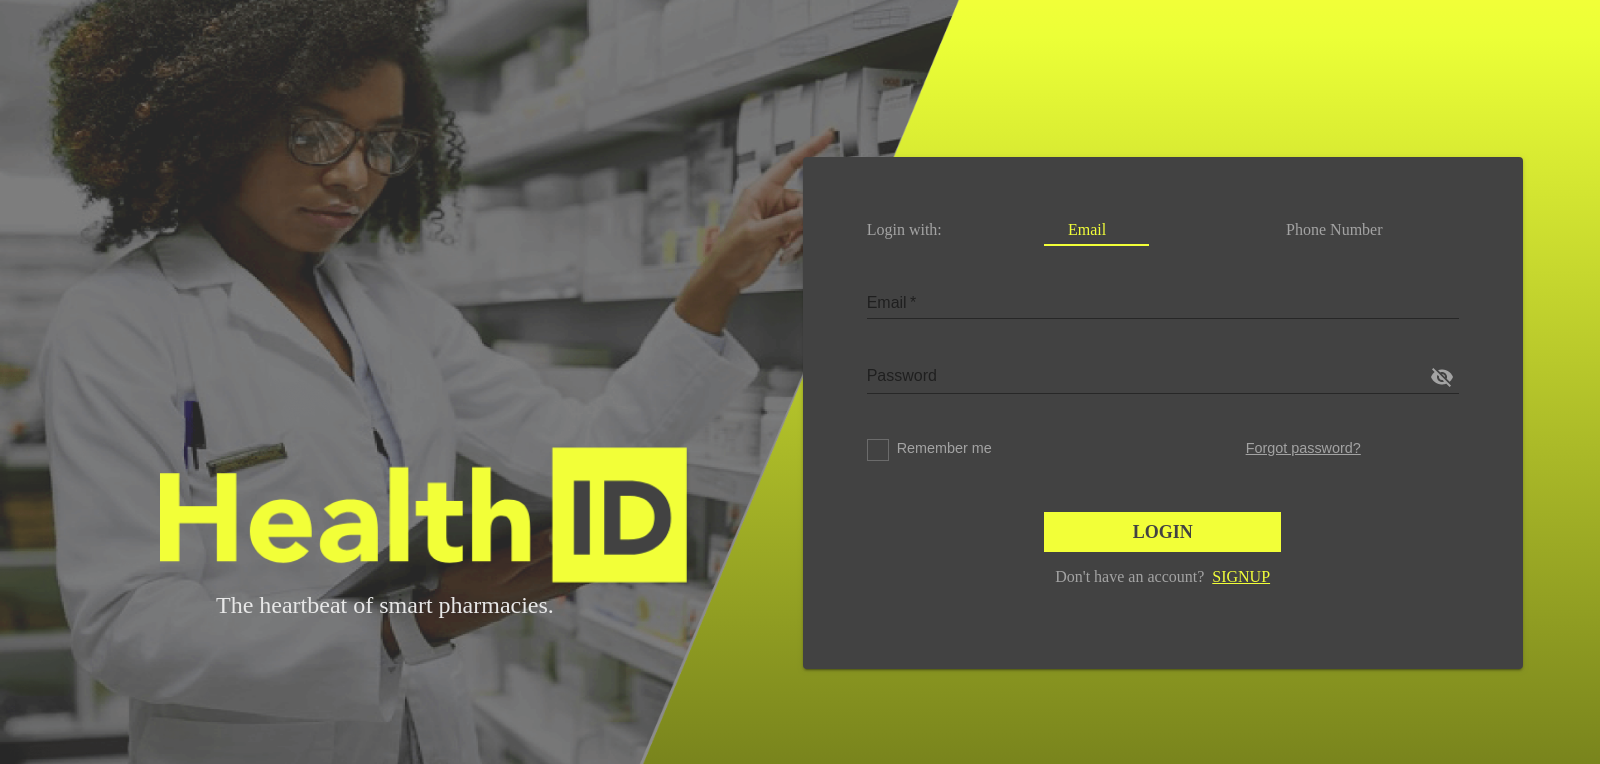 Health ID
The heartbeat of smart pharmacies.
Login with: Email Phone Number
Email *
Password
Remember me Forgot password?
LOGIN
Don't have an account? SIGNUP